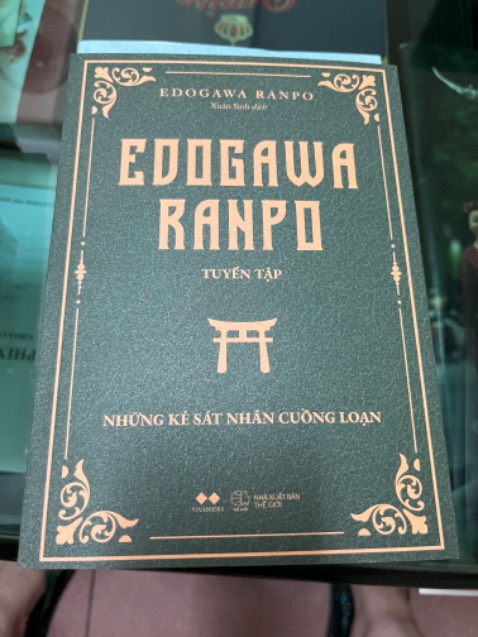 EDOGAWA RANPO
Xuân Sinh dịch
EDOGAWA
RANPO
TUYỂN TẬP
NHỮNG KẺ SÁT NHÂN CUỒNG LOẠN
VIVABOOKS
NHÀ XUẤT BẢN
THẾ GIỚI